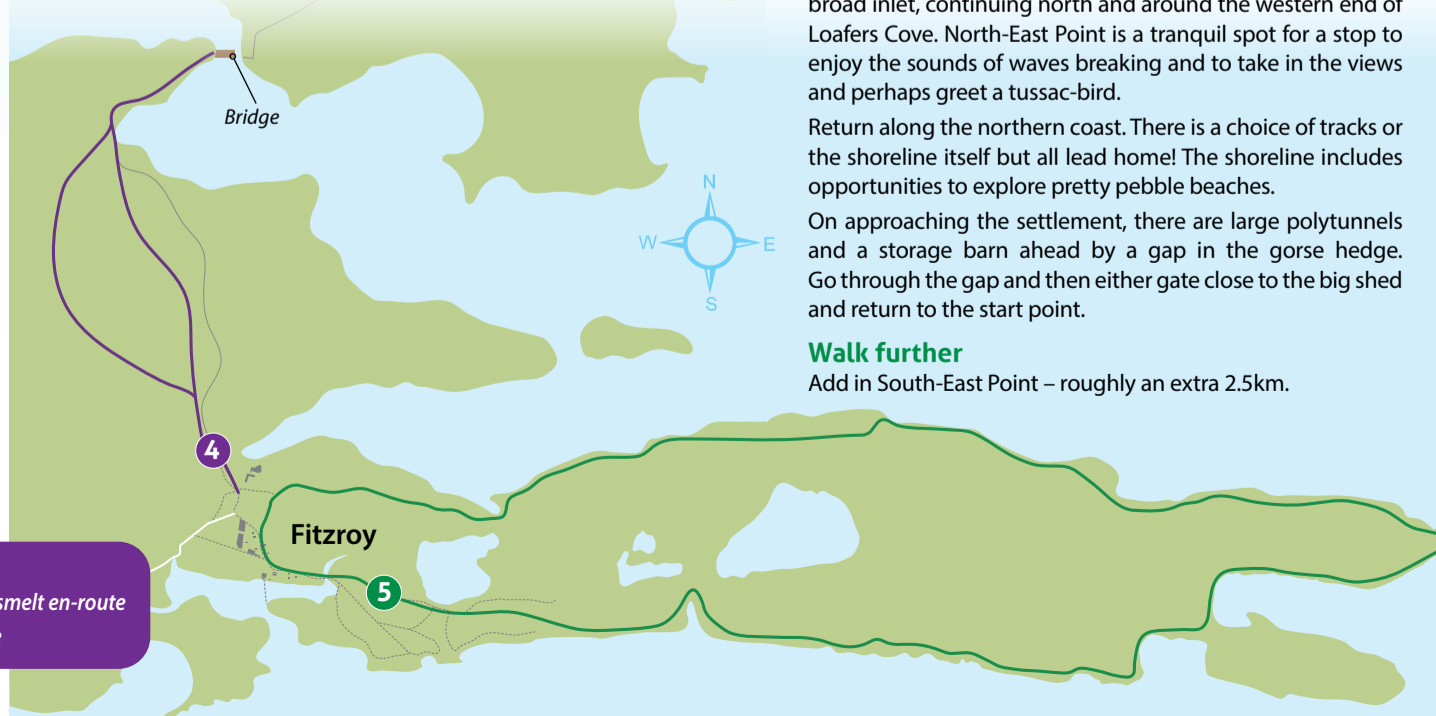 broad inlet, continuing north and around the western end of
Loafers Cove. North-East Point is a tranquil spot for a stop to
enjoy the sounds of waves breaking and to take in the views
and perhaps greet a tussac-bird.
Return along the northern coast. There is a choice of tracks or
the shoreline itself but all lead home! The shoreline includes
opportunities to explore pretty pebble beaches.
On approaching the settlement, there are large polytunnels
and a storage barn ahead by a gap in the gorse hedge.
Go through the gap and then either gate close to the big shed
and return to the start point.
Walk further
Add in South-East Point – roughly an extra 2.5km.
Bridge
N
W
E
S
4
Fitzroy
5
smelt en-route